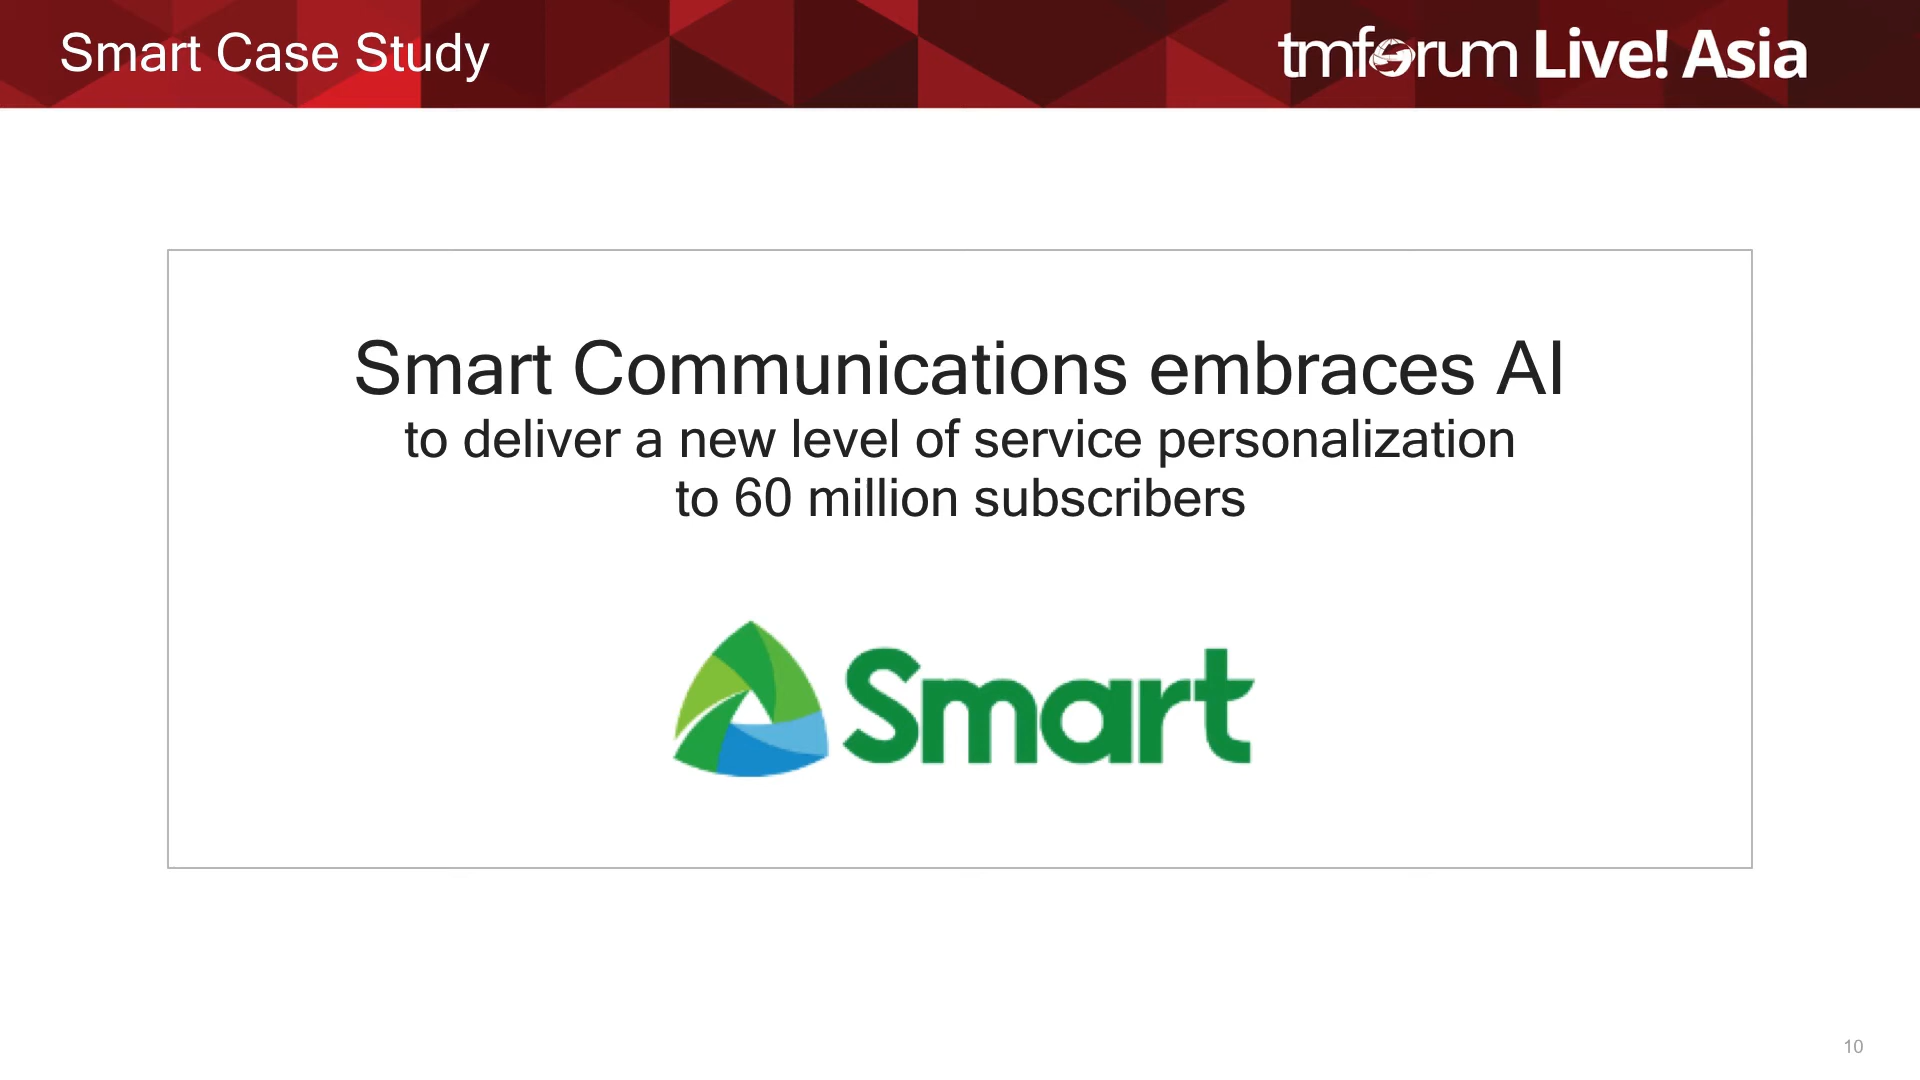 Smart Case Study
tmforum Live! Asia
Smart Communications embraces AI
to deliver a new level of service personalization
to 60 million subscribers
Smart
10